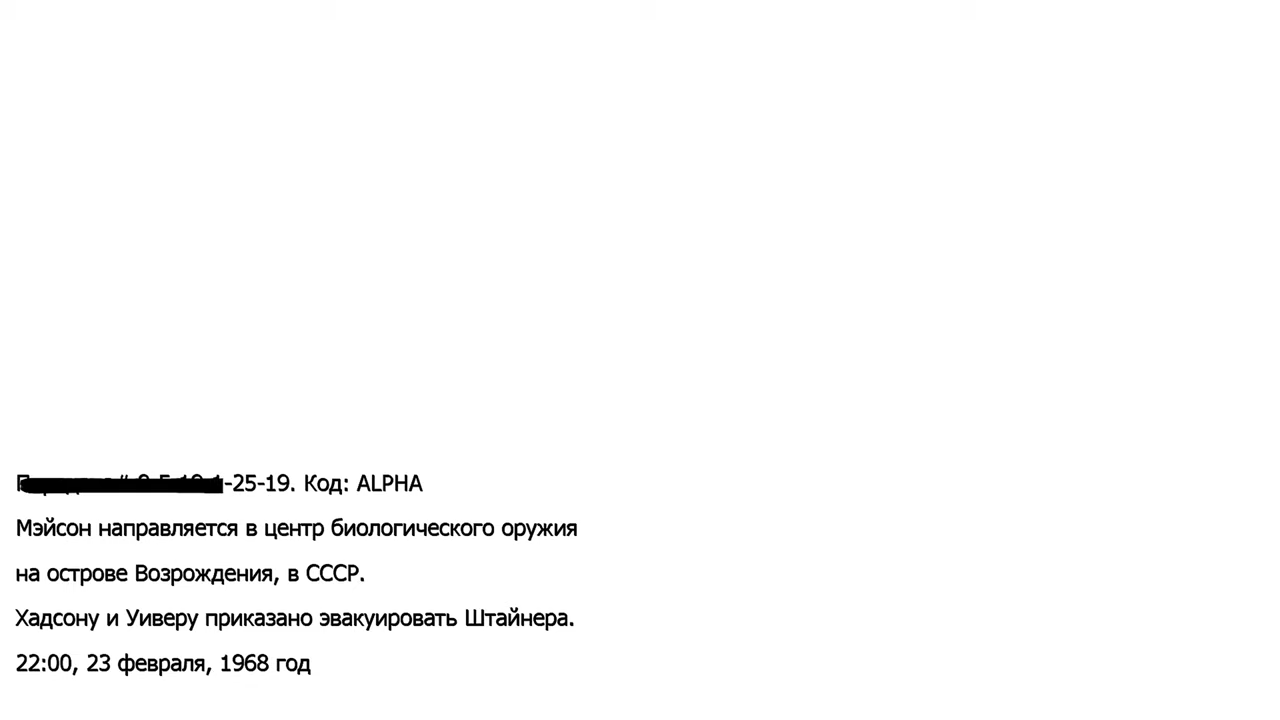 -25-19. Код: ALPHA
Мэйсон направляется в центр биологического оружия
на острове Возрождения, в СССР.
Хадсону и Уиверу приказано эвакуировать Штайнера.
22:00, 23 февраля, 1968 год